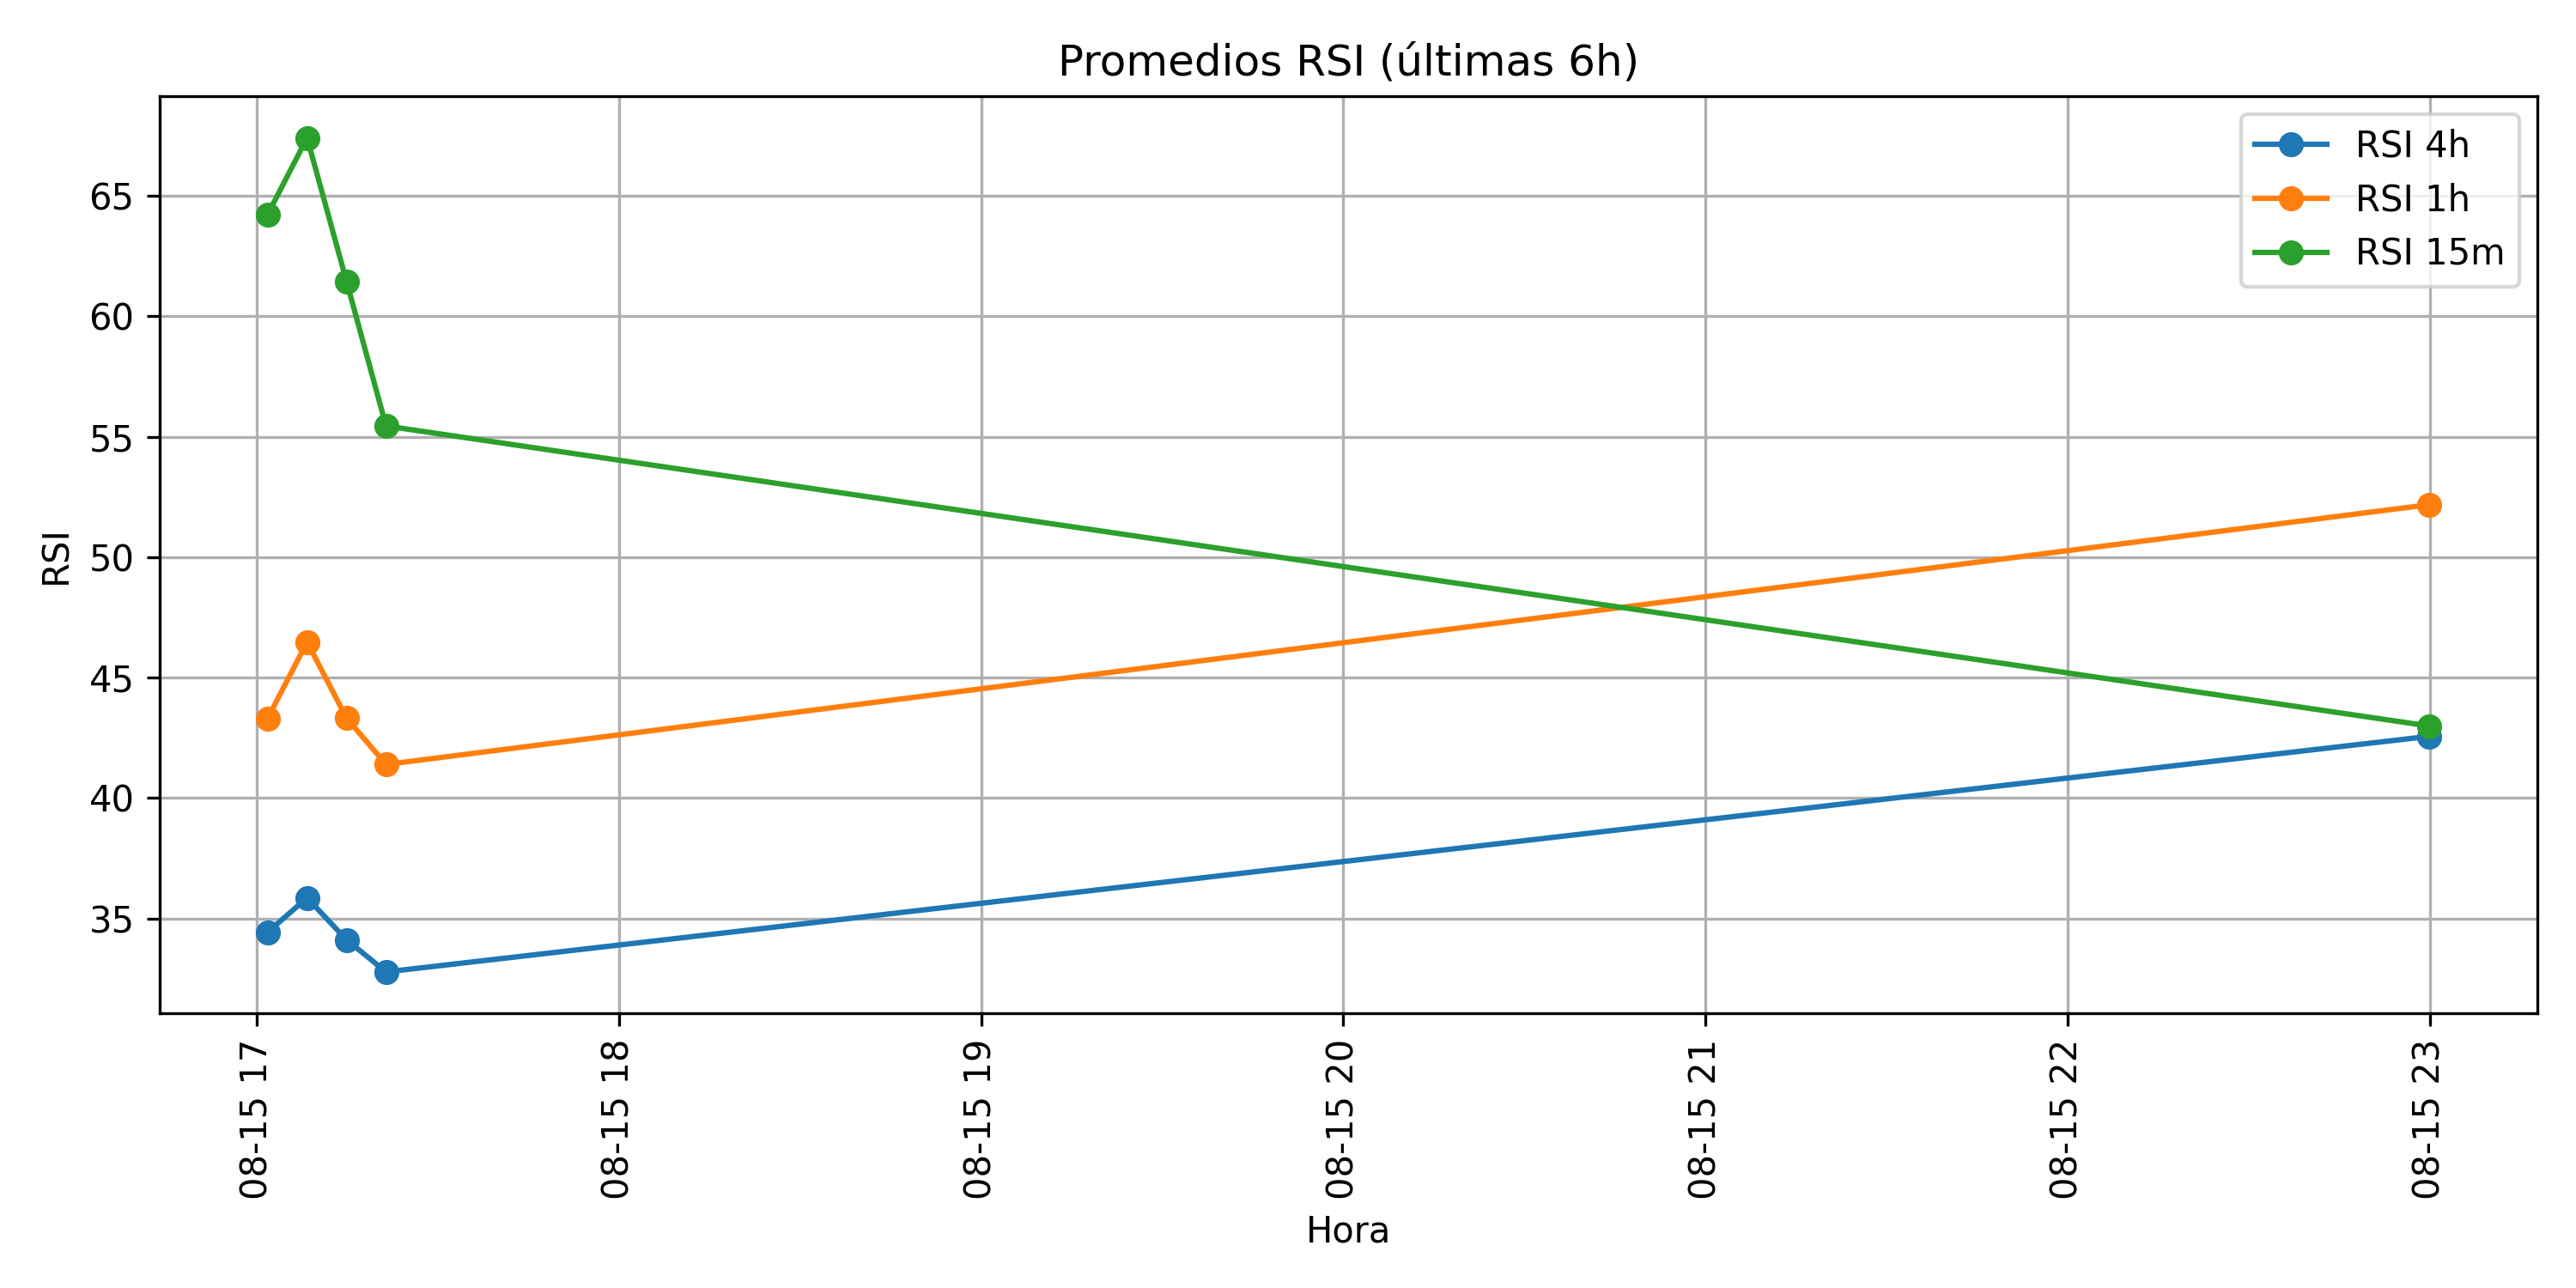 Promedios RSI (últimas 6h)
RSI 4h
RSI 1h
RSI 15m
65
60
55
50
45
40
35
RSI
08-15 17
08-15 18
08-15 19
08-15 20
08-15 21
08-15 22
08-15 23
Hora